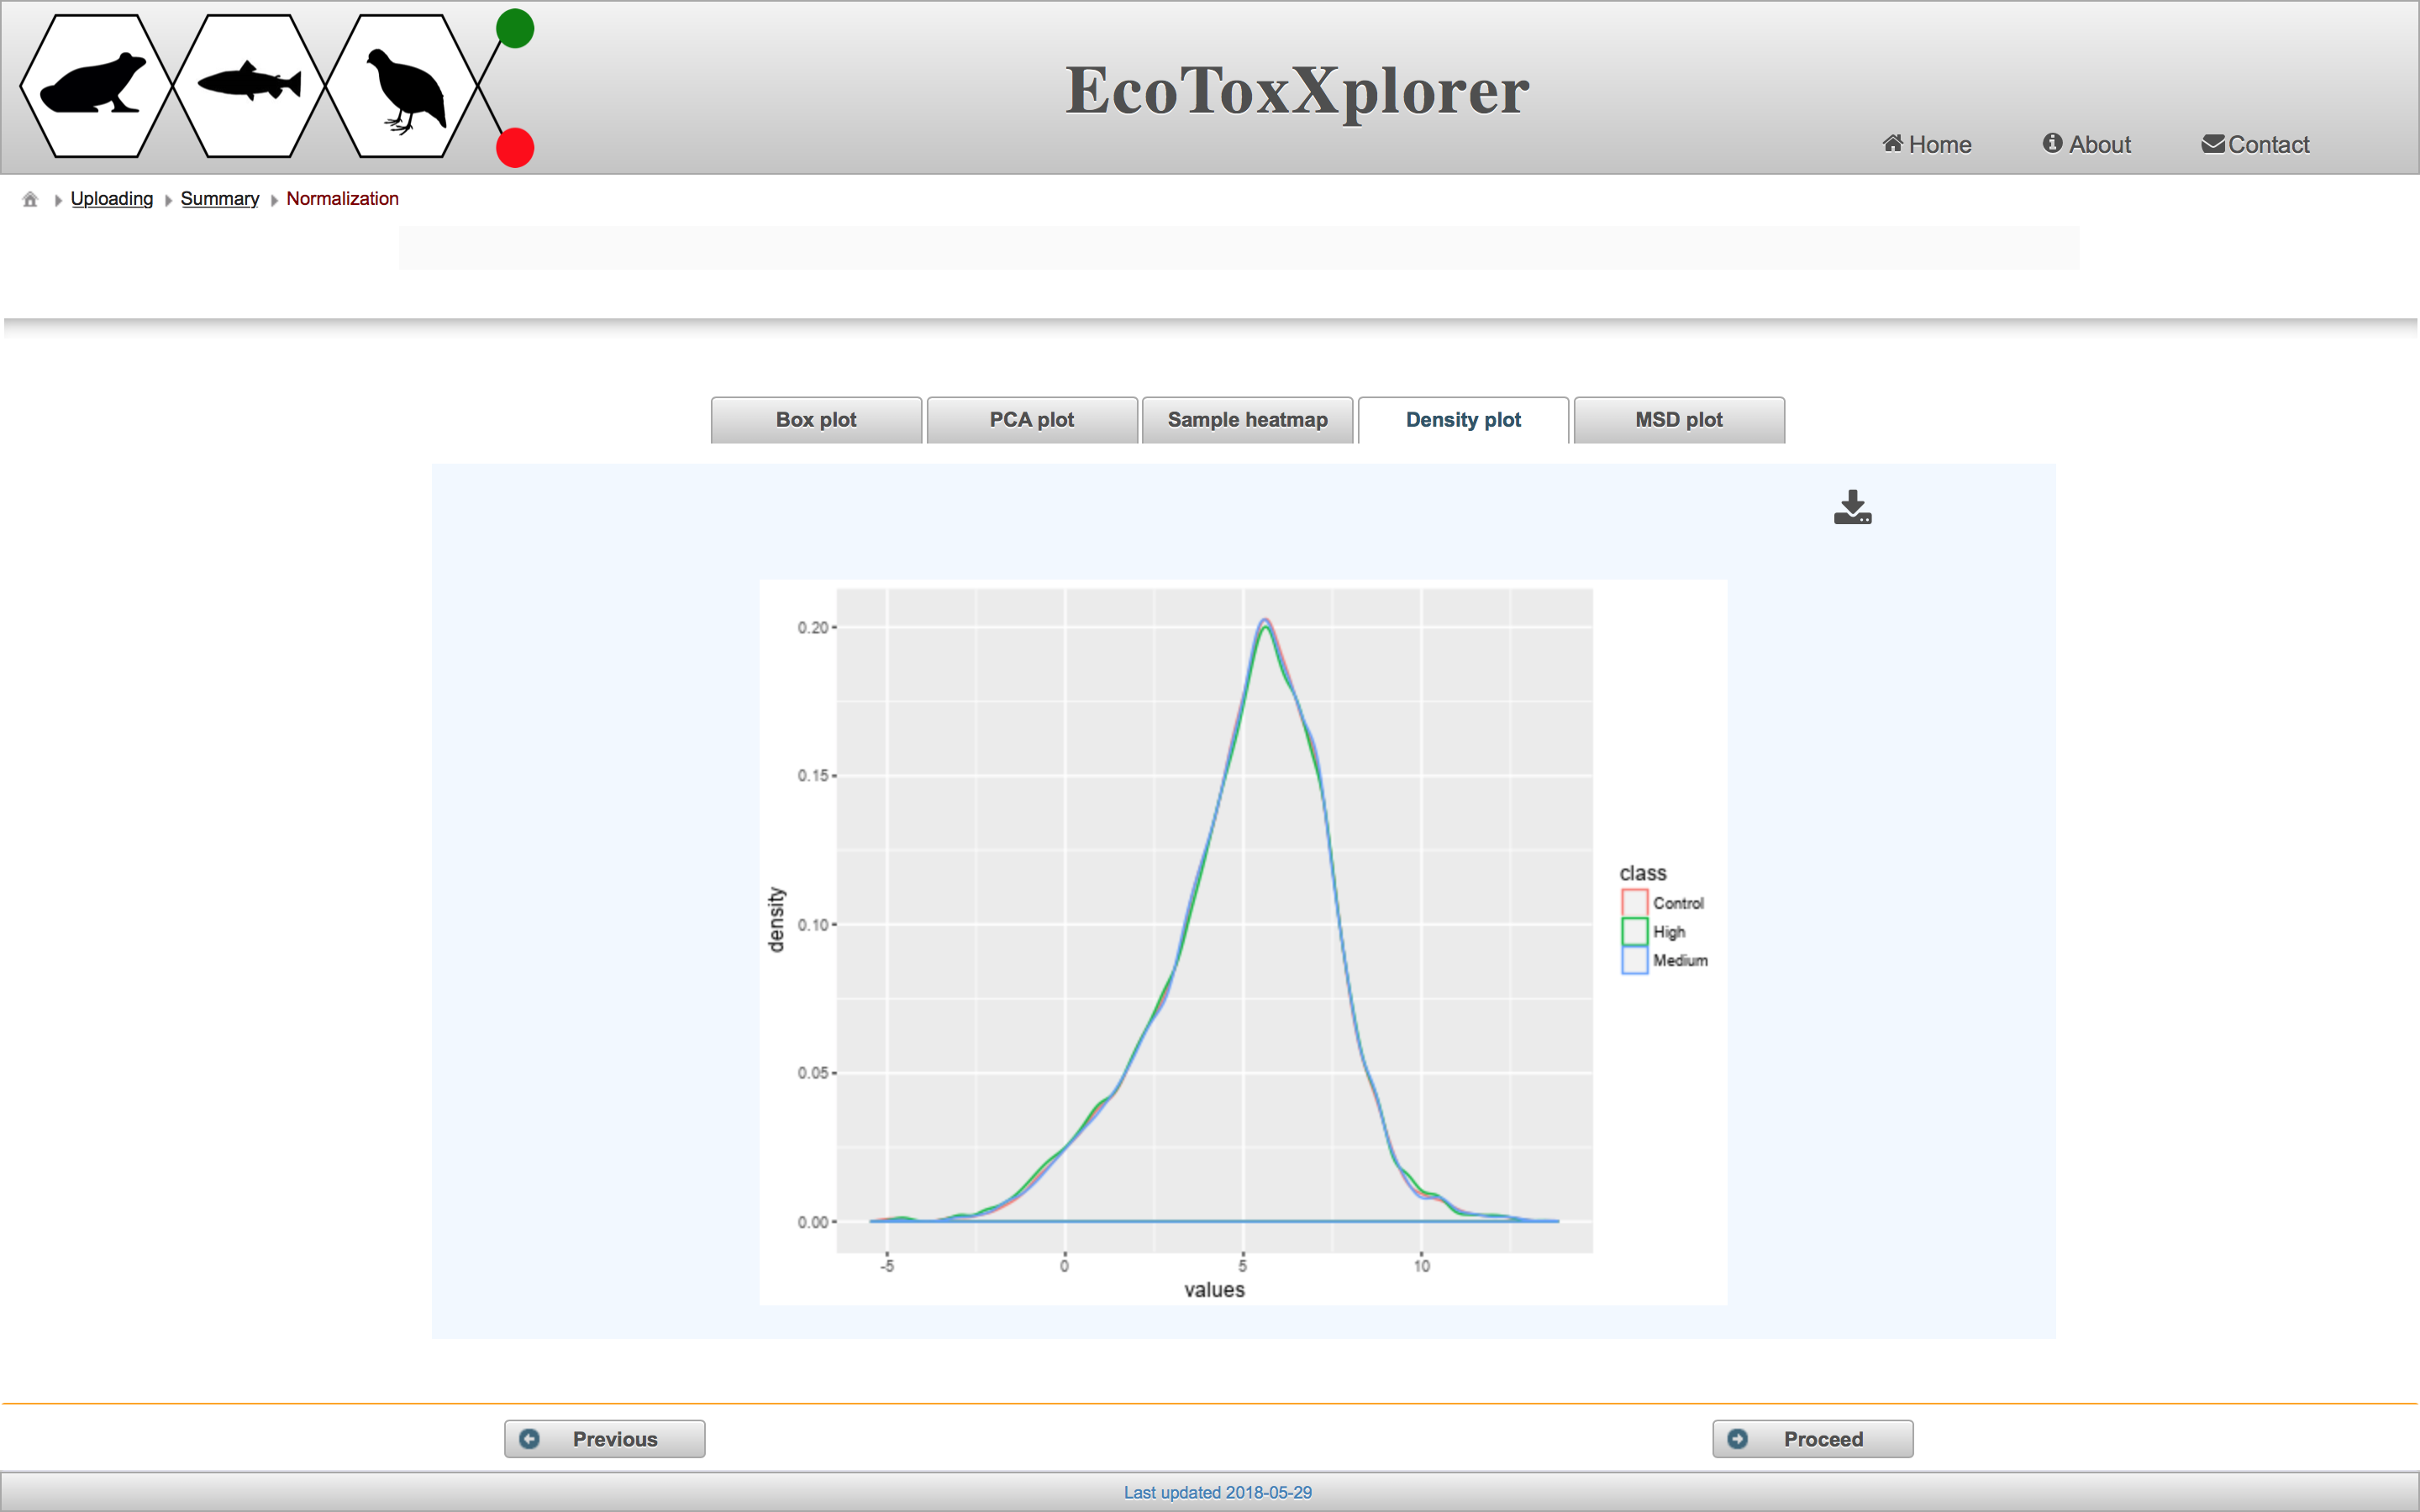 EcoToxXplorer
Home About Contact
Uploading Summary Normalization
Box plot PCA plot Sample heatmap Density plot MSD plot
0.20
0.15
0.10
0.05
0.00
density
-5 0 5 10
values
class
Control
High
Medium
Previous Proceed
Last updated 2018-05-29